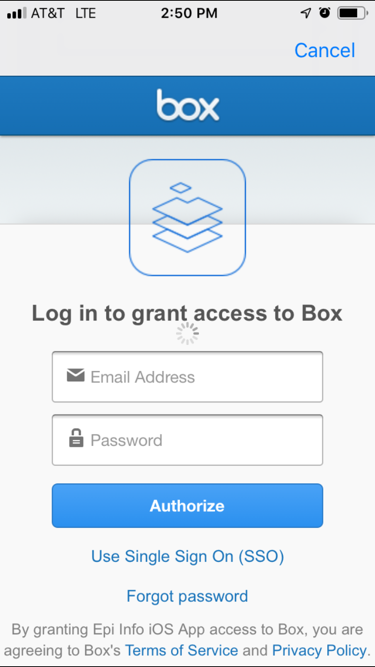 AT&T LTE 2:50 PM
Cancel
box
Log in to grant access to Box
Email Address
Password
Authorize
Use Single Sign On (SSO)
Forgot password
By granting Epi Info iOS App access to Box, you are
agreeing to Box's Terms of Service and Privacy Policy.